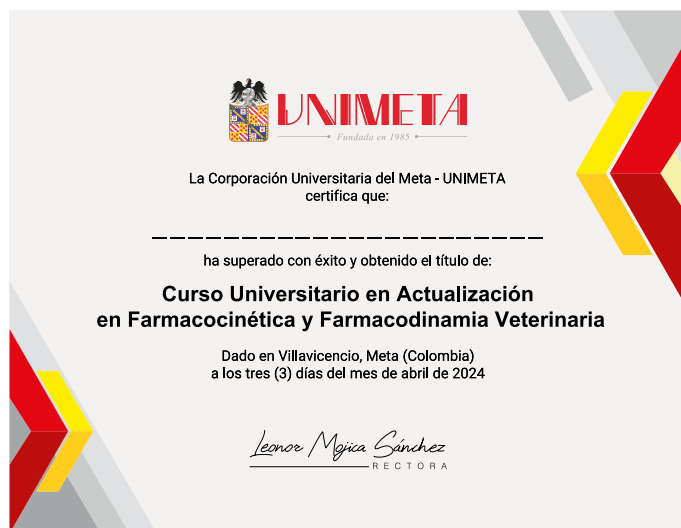 UNIMETA
Fundada en 1985
La Corporación Universitaria del Meta - UNIMETA
certifica que:
ha superado con éxito y obtenido el título de:
Curso Universitario en Actualización
en Farmacocinética y Farmacodinamia Veterinaria
Dado en Villavicencio, Meta (Colombia)
a los tres (3) días del mes de abril de 2024
Leonor Mojica Sánchez
RECTORA